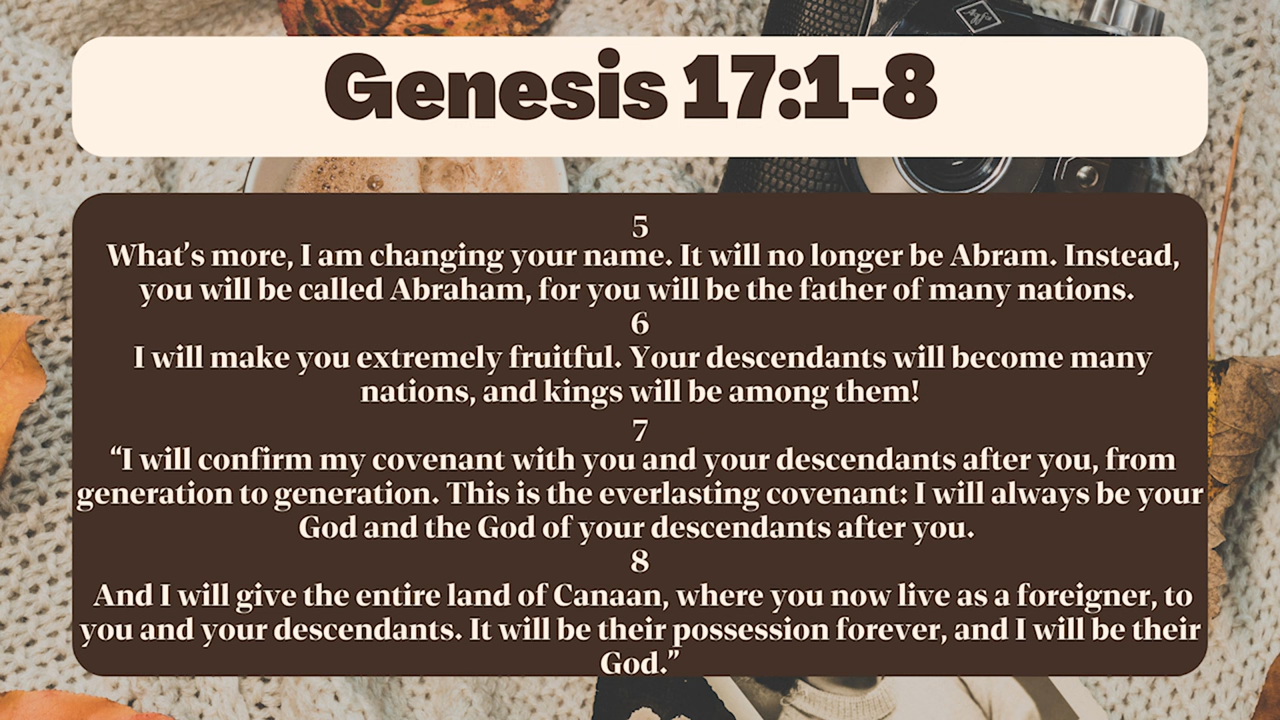 Genesis 17:1-8
5
What's more, I am changing your name. It will no longer be Abram. Instead,
you will be called Abraham, for you will be the father of many nations.
6
I will make you extremely fruitful. Your descendants will become many
nations, and kings will be among them!
7
“I will confirm my covenant with you and your descendants after you, from
generation to generation. This is the everlasting covenant: I will always be your
God and the God of your descendants after you.
8
And I will give the entire land of Canaan, where you now live as a foreigner, to
you and your descendants. It will be their possession forever, and I will be their
God.”